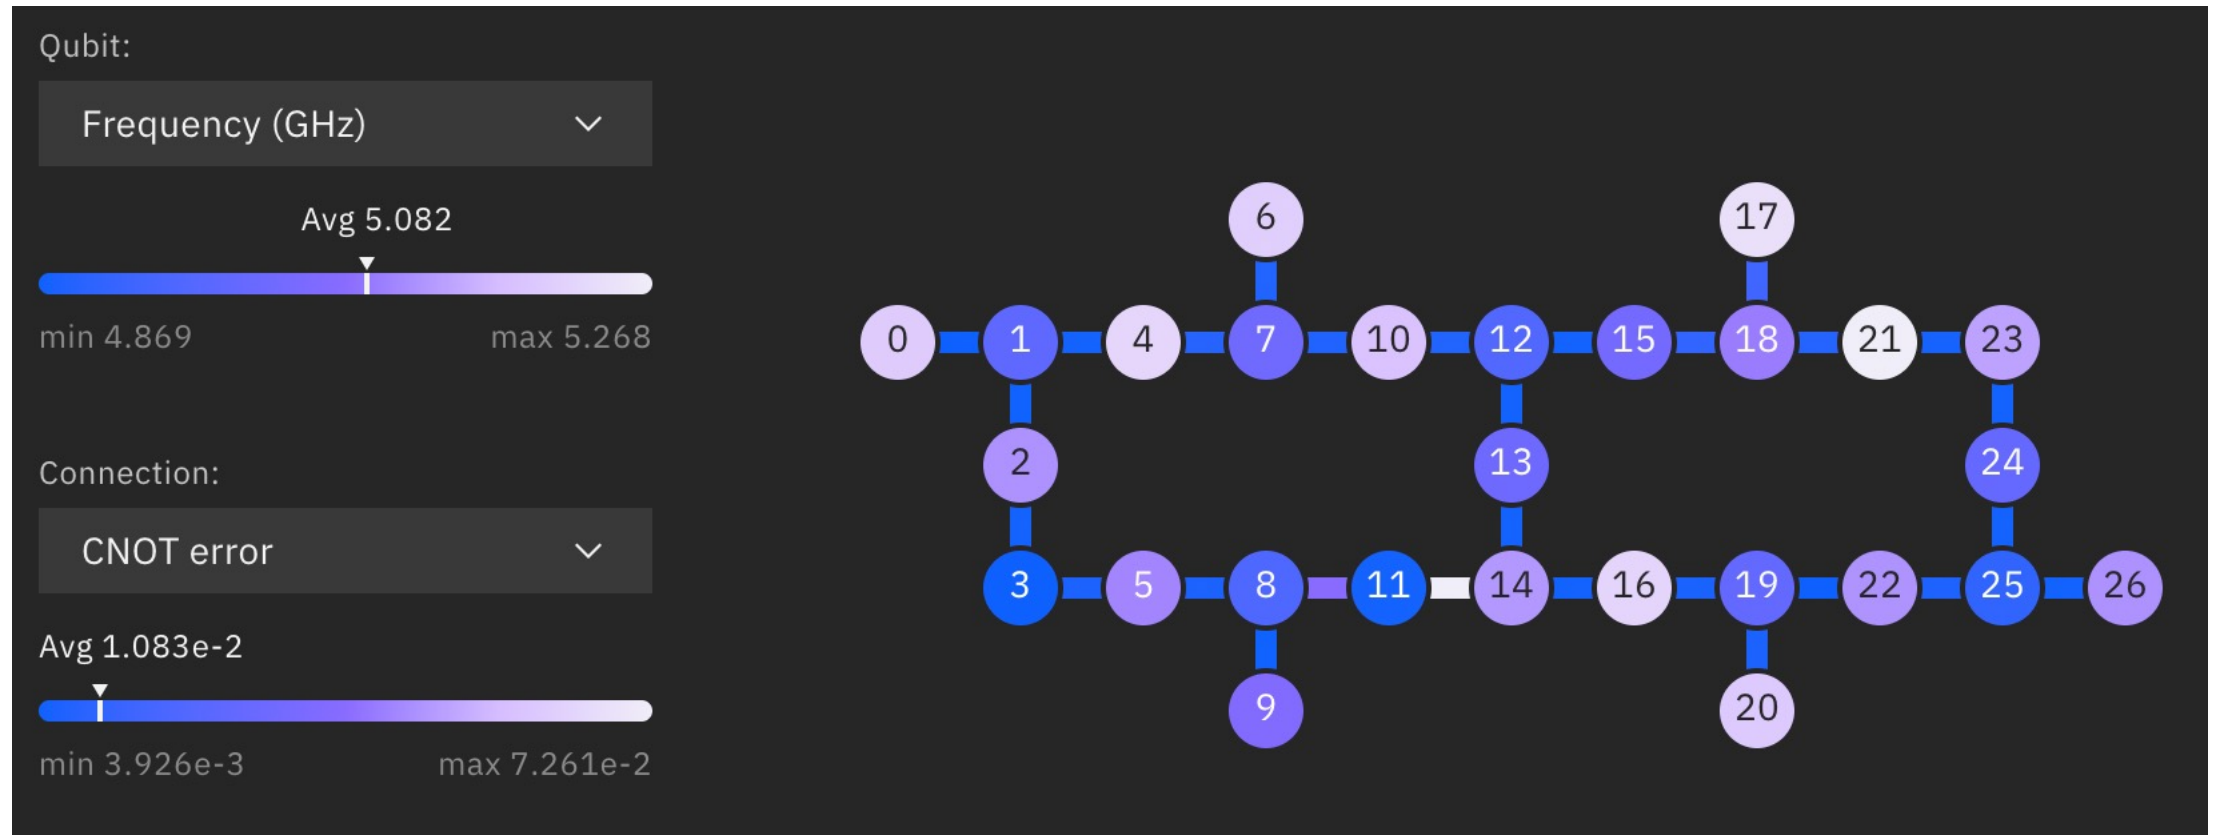 Qubit:
Frequency (GHz)
Avg 5.082
min 4.869 max 5.268
Connection:
CNOT error
Avg 1.083e-2
min 3.926e-3 max 7.261e-2
6 17
0 1 4 7 10 12 15 18 21 23
2 13 24
3 5 8 11 14 16 19 22 25 26
9 20